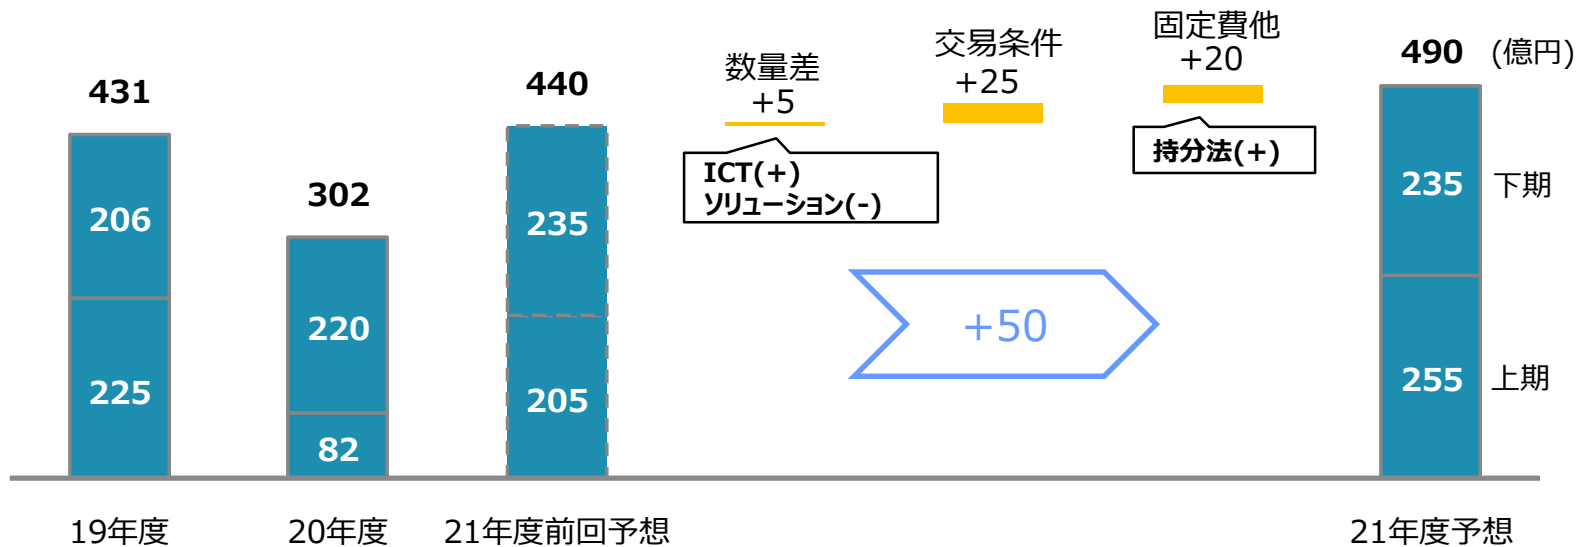 431
206
225
19年度
302
220
82
20年度
440
235
205
21年度前回予想
数量差
+5
ICT(+)
ソリューション(-)
交易条件
+25
固定費他
+20
持分法(+)
+50
490 (億円)
235 下期
255 上期
21年度予想